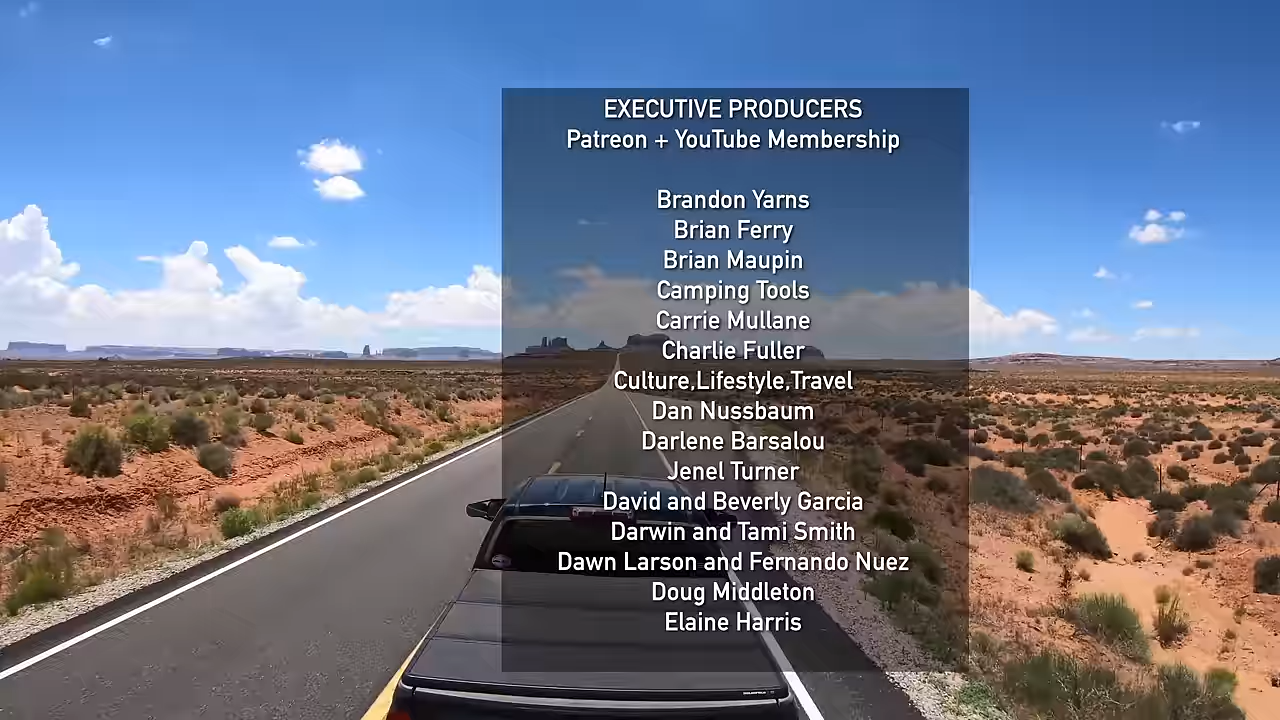 EXECUTIVE PRODUCERS
Patreon + YouTube Membership
Brandon Yarns
Brian Ferry
Brian Maupin
Camping Tools
Carrie Mullane
Charlie Fuller
Culture,Lifestyle,Travel
Dan Nussbaum
Darlene Barsalou
Jenel Turner
David and Beverly Garcia
Darwin and Tami Smith
Dawn Larson and Fernando Nuez
Doug Middleton
Elaine Harris